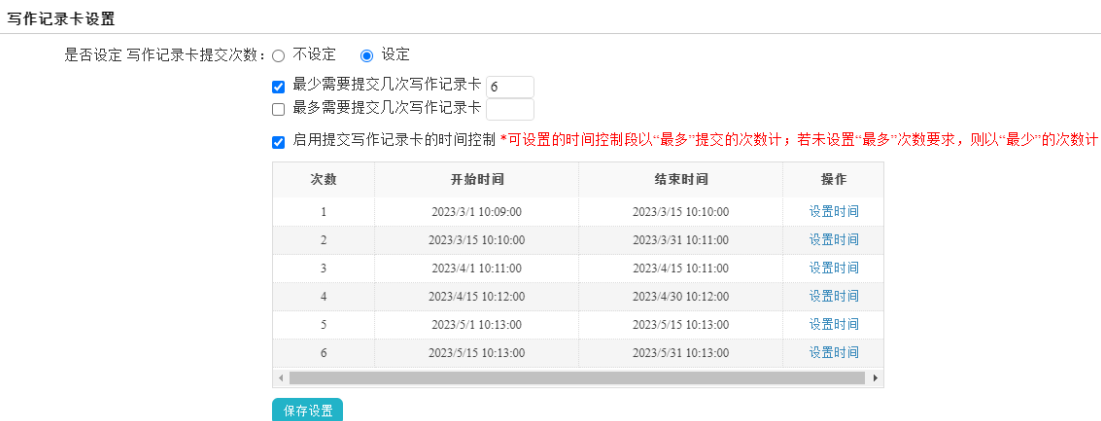 写作记录卡设置
是否设定 写作记录卡提交次数： 不设定 设定
最少需要提交几次写作记录卡 6
最多需要提交几次写作记录卡
启用提交写作记录卡的时间控制 *可设置的时间控制段以“最多”提交的次数计；若未设置“最多”次数要求，则以“最少”的次数计
次数 开始时间 结束时间 操作
1 2023/3/1 10:09:00 2023/3/15 10:10:00 设置时间
2 2023/3/15 10:10:00 2023/3/31 10:11:00 设置时间
3 2023/4/1 10:11:00 2023/4/15 10:11:00 设置时间
4 2023/4/15 10:12:00 2023/4/30 10:12:00 设置时间
5 2023/5/1 10:13:00 2023/5/15 10:13:00 设置时间
6 2023/5/15 10:13:00 2023/5/31 10:13:00 设置时间
保存设置